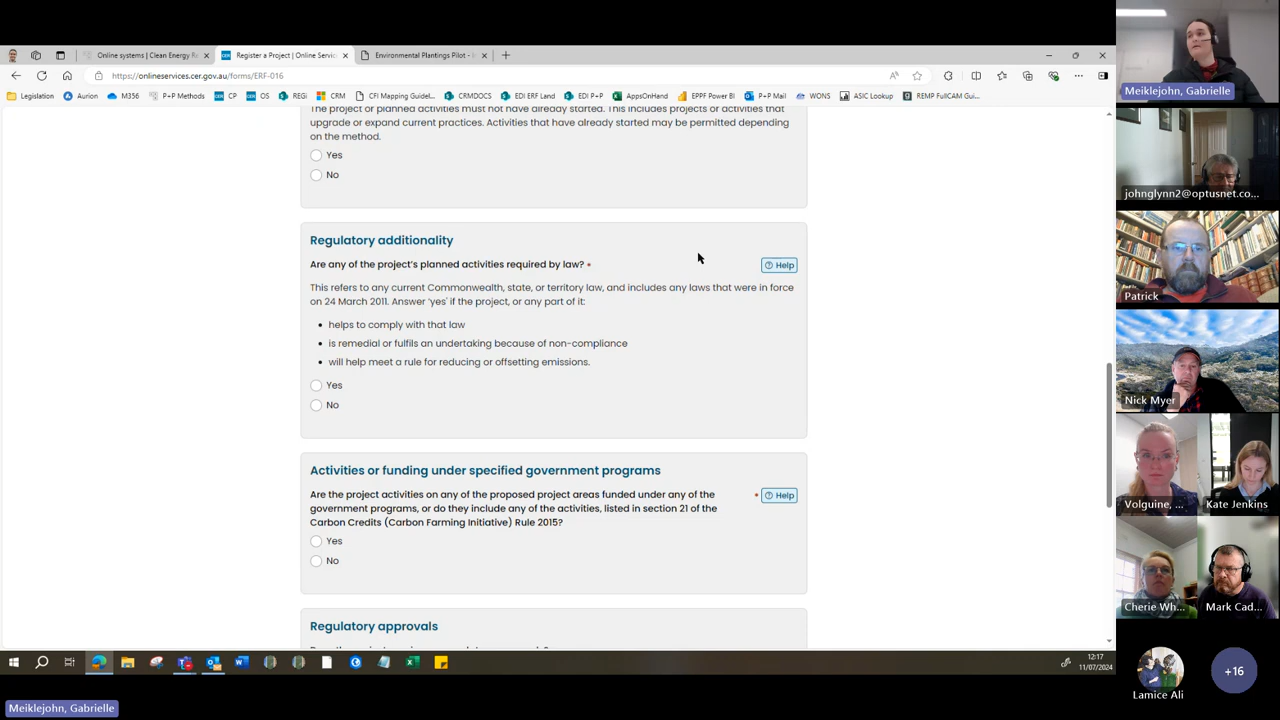 Online systems | Clean Energy Re
Register a Project | Online Servic
Environmental Plantings Pilot -
https://onlineservices.cer.gov.au/forms/ERF-016
Legislation
Aurion
M356
P+P Methods
CP
OS
REGI
CRM
CFI Mapping Guidel...
CRMDOCS
EDI ERF Land
EDI P+P
AppsOnHand
EPPF Power BI
P+P Mail
WONS
ASIC Lookup
REMP FullCAM Gui...
The project or planned activities must not have already started. This includes projects or activities that
upgrade or expand current practices. Activities that have already started may be permitted depending
on the method.
Yes
No
Regulatory additionality
Are any of the project's planned activities required by law? *
Help
This refers to any current Commonwealth, state, or territory law, and includes any laws that were in force
on 24 March 2011. Answer 'yes' if the project, or any part of it:
• helps to comply with that law
• is remedial or fulfils an undertaking because of non-compliance
• will help meet a rule for reducing or offsetting emissions.
Yes
No
Activities or funding under specified government programs
Are the project activities on any of the proposed project areas funded under any of the
government programs, or do they include any of the activities, listed in section 21 of the
Carbon Credits (Carbon Farming Initiative) Rule 2015?
* Help
Yes
No
Regulatory approvals
12:17
11/07/2024
Meiklejohn, Gabrielle
Meiklejohn, Gabrielle
johnglynn2@optusnet.co...
Patrick
Nick Myer
Volguine, ...
Kate Jenkins
Cherie Wh...
Mark Cad...
Lamice Ali
+16